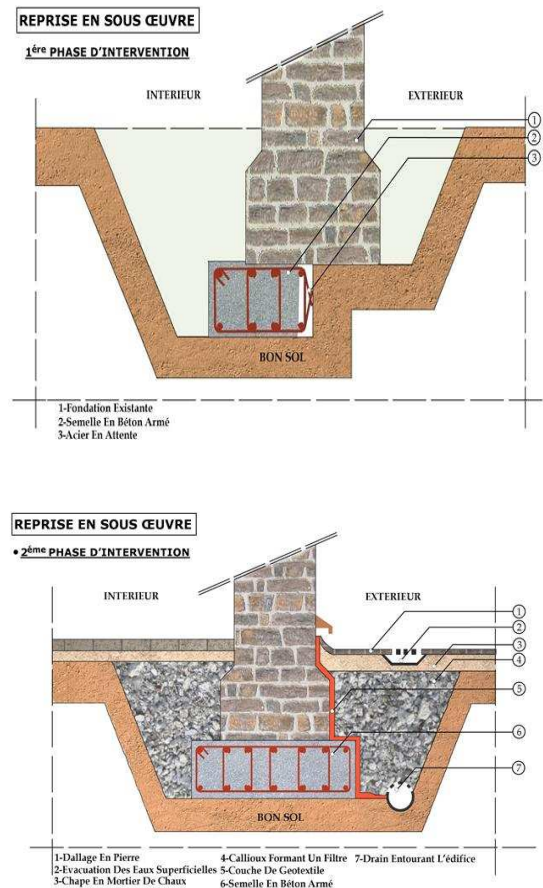 REPRISE EN SOUS ŒUVRE
1ére PHASE D'INTERVENTION
INTERIEUR
EXTERIEUR
1
2
3
BON SOL
1-Fondation Existante
2-Semelle En Béton Armé
3-Acier En Attente
REPRISE EN SOUS ŒUVRE
• 2éme PHASE D'INTERVENTION
INTERIEUR
EXTERIEUR
1
2
3
4
5
6
7
BON SOL
1-Dallage En Pierre
2-Evacuation Des Eaux Superficielles
3-Chape En Mortier De Chaux
4-Callioux Formant Un Filtre
5-Couche De Geotextile
6-Semelle En Béton Armé
7-Drain Entourant L'édifice